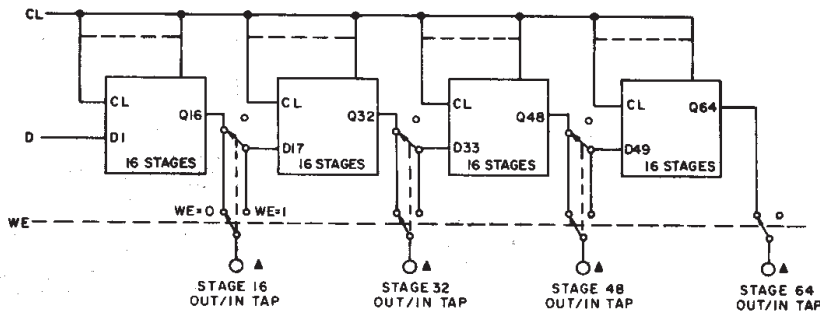 CL
CL
Q16
D
D1
16 STAGES
CL
Q32
D17
16 STAGES
CL
Q48
D33
16 STAGES
CL
Q64
D49
16 STAGES
WE=0
WE=1
WE
STAGE 16
OUT/IN TAP
STAGE 32
OUT/IN TAP
STAGE 48
OUT/IN TAP
STAGE 64
OUT/IN TAP